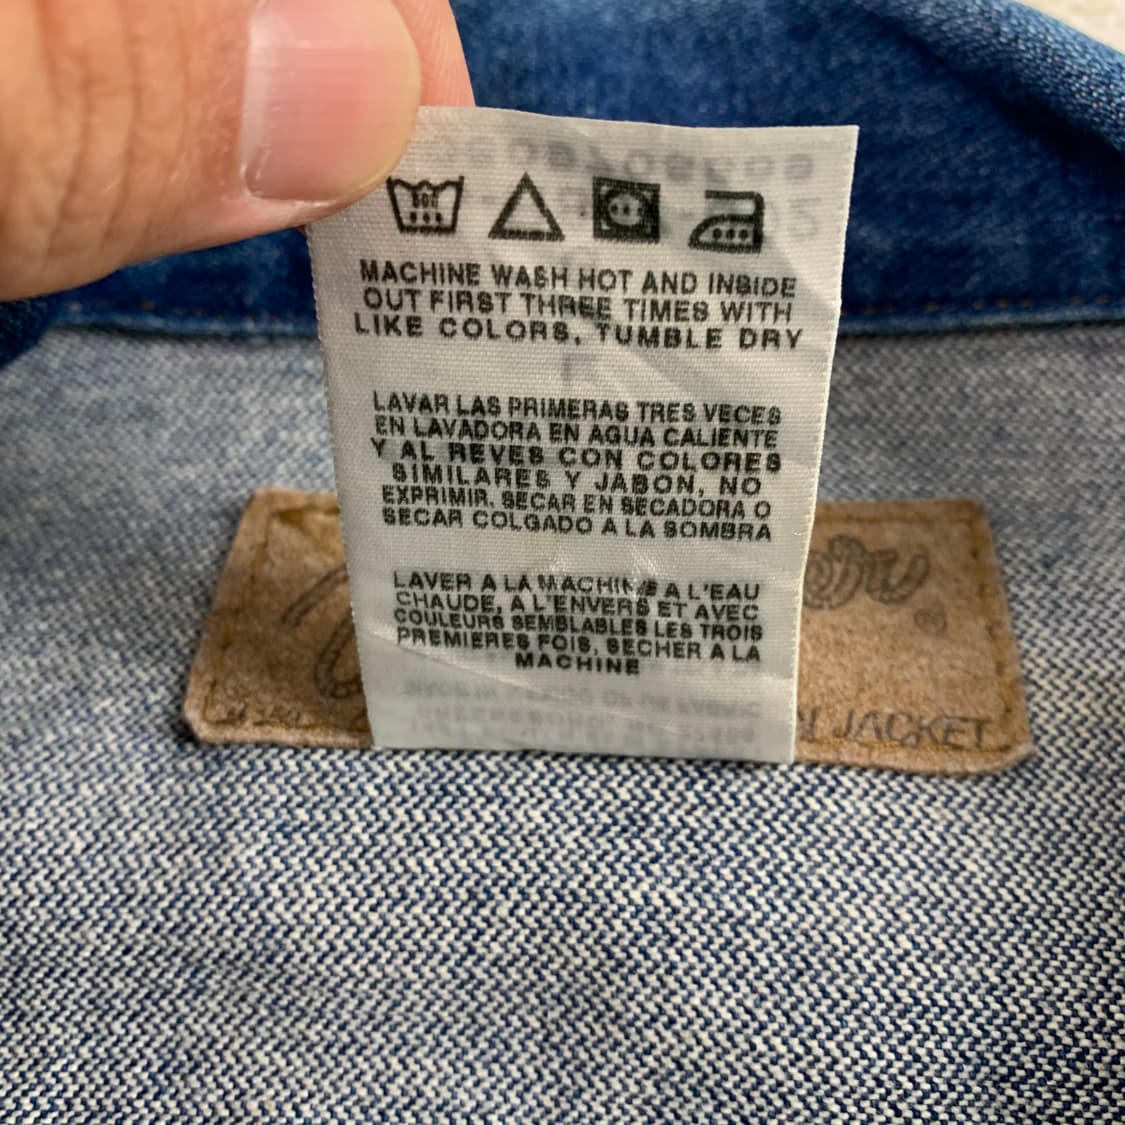 MACHINE WASH HOT AND INSIDE
OUT FIRST THREE TIMES WITH
LIKE COLORS, TUMBLE DRY
LAVAR LAS PRIMERAS TRES VECES
EN LAVADORA EN AGUA CALIENTE
Y AL REVES CON COLORES
SIMILARES Y JABON, NO
EXPRIMIR, SECAR EN SECADORA O
SECAR COLGADO A LA SOMBRA
LAVER A LA MACHINE A L'EAU
CHAUDE, A L'ENVERS ET AVEC
COULEURS SEMBLABLES LES TROIS
PREMIERES FOIS, SECHER A LA
MACHINE
JACKET